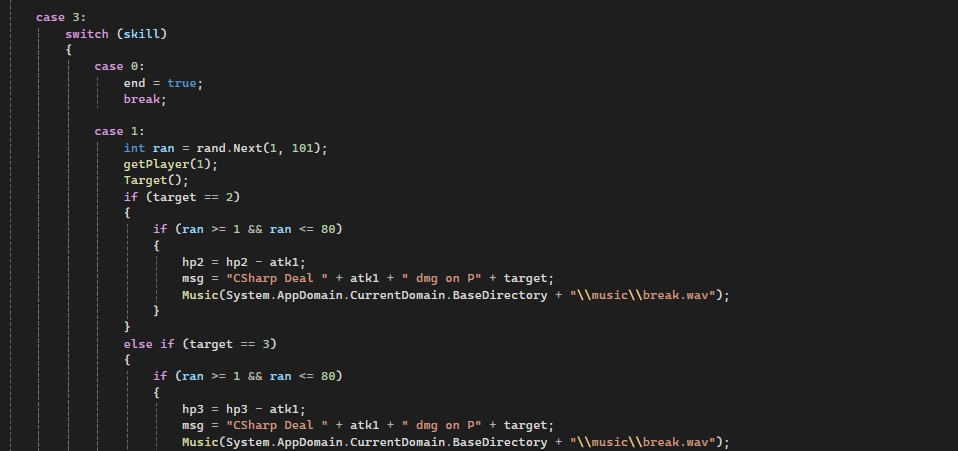 case 3:
switch (skill)
{
case 0:
end = true;
break;
case 1:
int ran = rand.Next(1, 101);
getPlayer(1);
Target();
if (target == 2)
{
if (ran >= 1 && ran <= 80)
{
hp2 = hp2 - atk1;
msg = "CSharp Deal " + atk1 + " dmg on P" + target;
Music(System.AppDomain.CurrentDomain.BaseDirectory + "\\music\\break.wav");
}
}
else if (target == 3)
{
if (ran >= 1 && ran <= 80)
{
hp3 = hp3 - atk1;
msg = "CSharp Deal " + atk1 + " dmg on P" + target;
Music(System.AppDomain.CurrentDomain.BaseDirectory + "\\music\\break.wav");